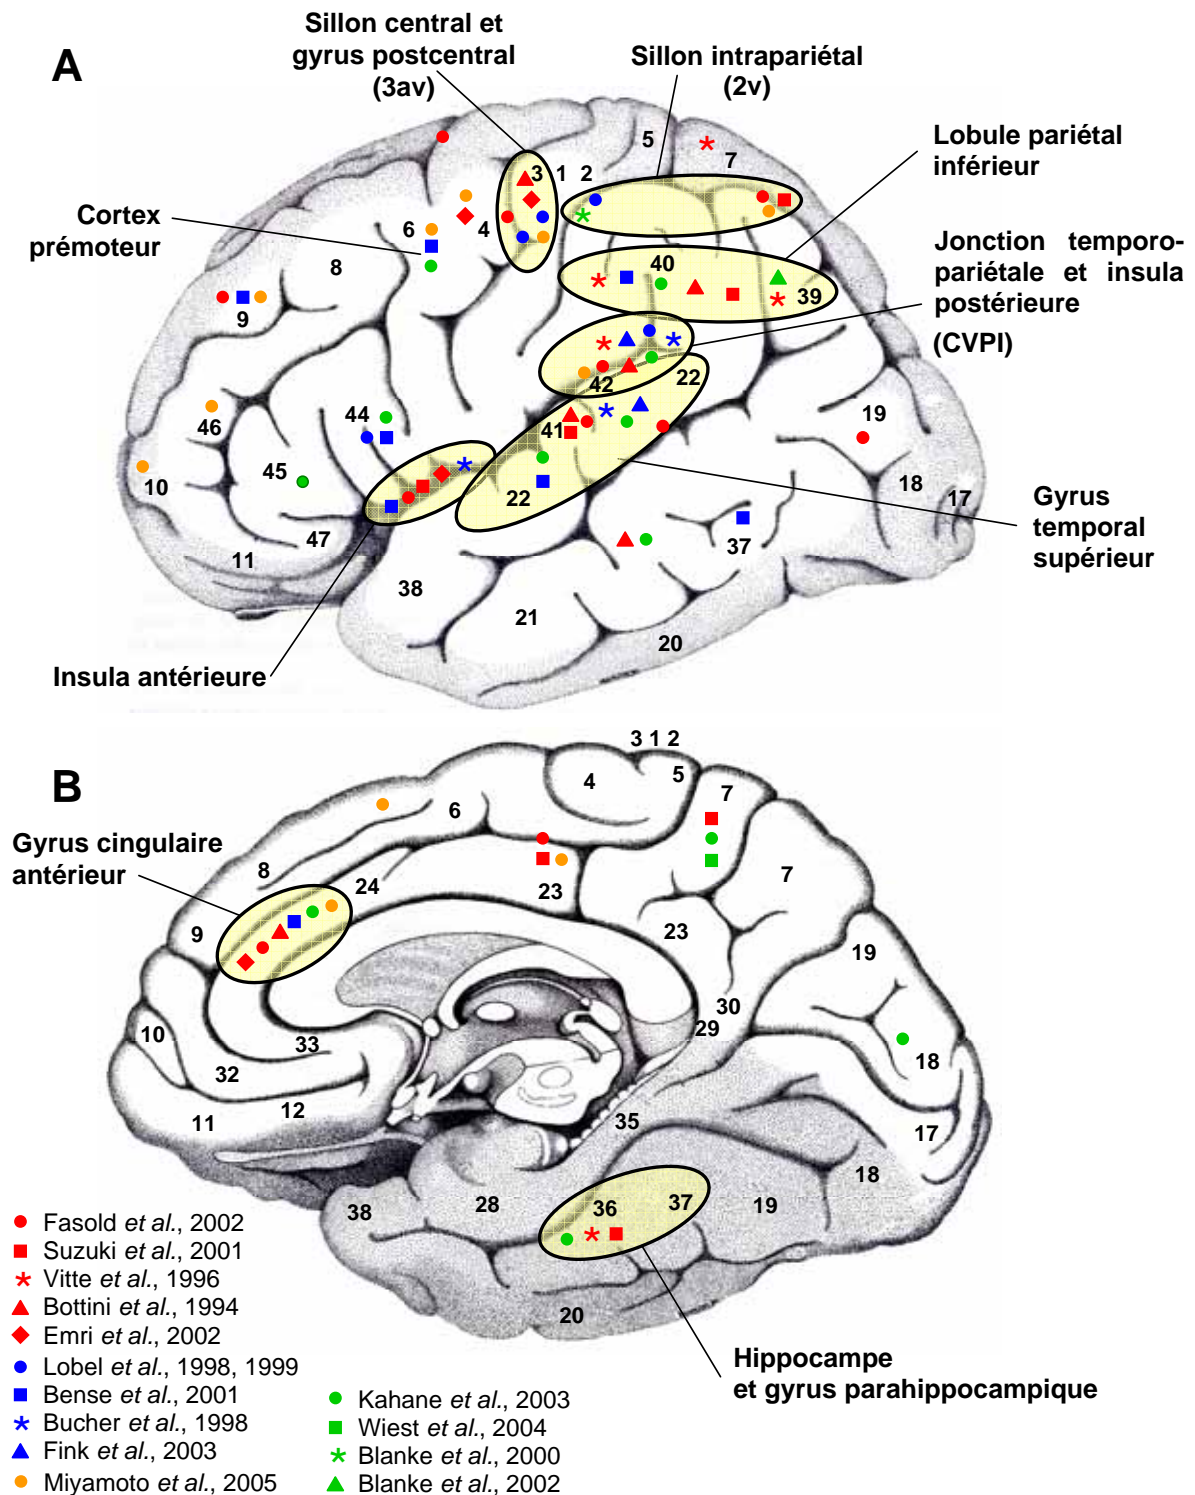 Sillon central et
gyrus postcentral
(3av)
Sillon intrapariétal
(2v)
A
Lobule pariétal
inférieur
Cortex
prémoteur
Jonction temporo-
pariétale et insula
postérieure
(CVPI)
5
7
3 1 2
6
4
8
40
39
9
42
22
44
46
41
19
45
10
22
18
17
47
37
11
38
21
20
Gyrus
temporal
supérieur
Insula antérieure
B
3 1 2
4
5
7
6
Gyrus cingulaire
antérieur
8
24
23
7
9
23
19
30
10
29
33
32
18
12
11
35
17
18
28
36
37
19
38
20
Fasold et al., 2002
Suzuki et al., 2001
Vitte et al., 1996
Bottini et al., 1994
Emri et al., 2002
Lobel et al., 1998, 1999
Bense et al., 2001
Bucher et al., 1998
Fink et al., 2003
Miyamoto et al., 2005
Kahane et al., 2003
Wiest et al., 2004
Blanke et al., 2000
Blanke et al., 2002
Hippocampe
et gyrus parahippocampique